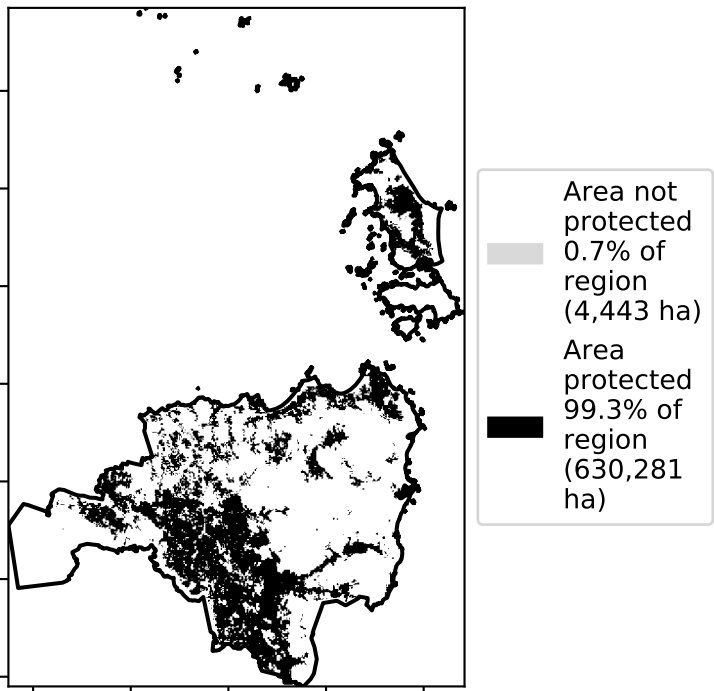 Area not
protected
0.7% of
region
(4,443 ha)
Area
protected
99.3% of
region
(630,281
ha)